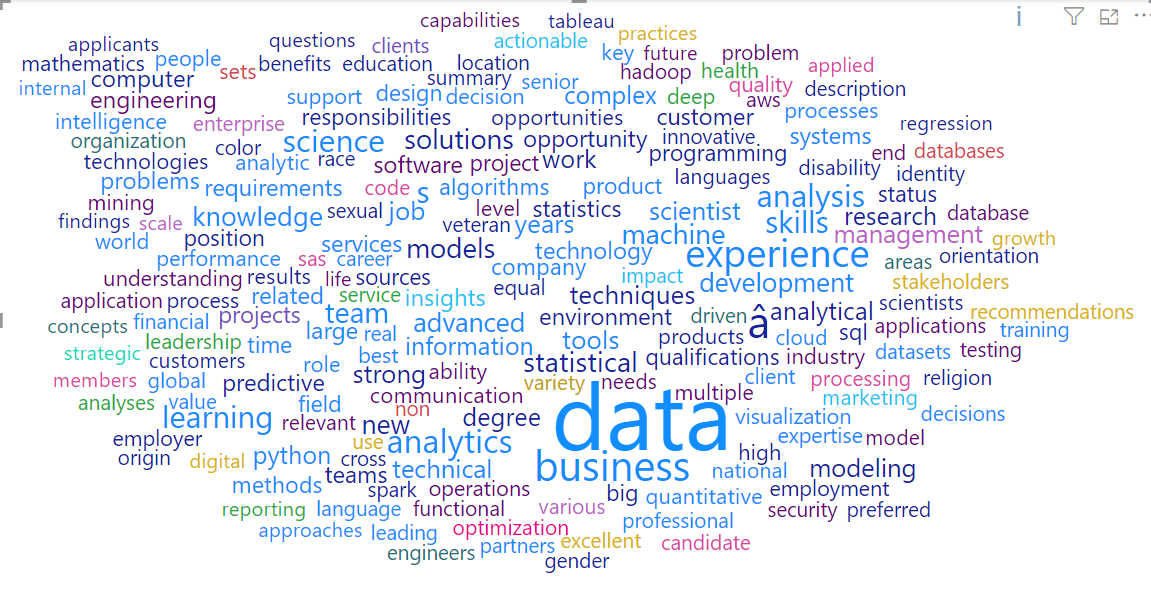 capabilities tableau
applicants questions clients actionable practices
mathematics people sets benefits education location key future problem
internal computer summary senior hadoop health applied
engineering support design decision complex deep quality aws description
intelligence enterprise responsibilities opportunities customer processes
organization color science solutions opportunity innovative systems regression
technologies analytic race software project work programming end databases
problems requirements code s algorithms product languages disability identity
mining knowledge sexual job level statistics scientist analysis status
findings scale veteran years skills research database
world position services models technology machine management growth
performance sas career company experience areas orientation
understanding results life sources impact development stakeholders
application process related service insights equal techniques scientists
concepts financial projects team advanced environment driven â analytical recommendations
strategic leadership time large real information tools products cloud sql applications training
customers role best statistical qualifications industry datasets testing
members global predictive strong ability variety needs client processing religion
analyses value field communication multiple marketing
learning relevant new non degree data visualization decisions
employer use analytics expertise model
origin digital python cross technical business high national modeling
methods teams spark operations big quantitative employment
reporting language functional various security preferred
approaches leading optimization professional
engineers partners excellent candidate
gender